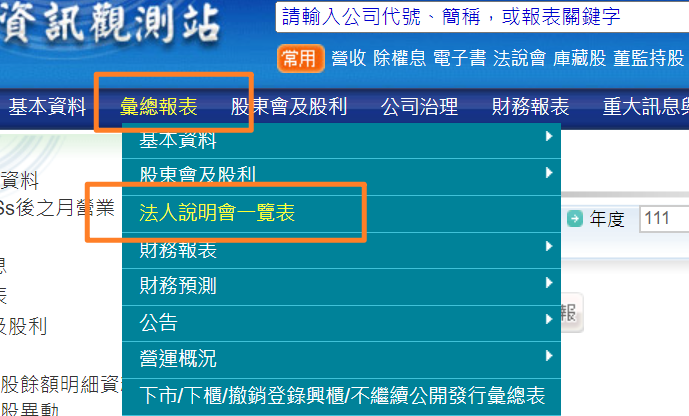 資訊觀測站
請輸入公司代號、簡稱，或報表關鍵字
常用 營收 除權息 電子書 法說會 庫藏股 董監持股
基本資料 彙總報表 股東會及股利 公司治理 財務報表 重大訊息與
基本資料
股東會及股利
法人說明會一覽表
財務報表
財務預測
公告
營運概況
下市/下櫃/撤銷登錄興櫃/不繼續公開發行彙總表
資料
Ss後之月營業
及股利
股餘額明細資
股異動
年度 111
報